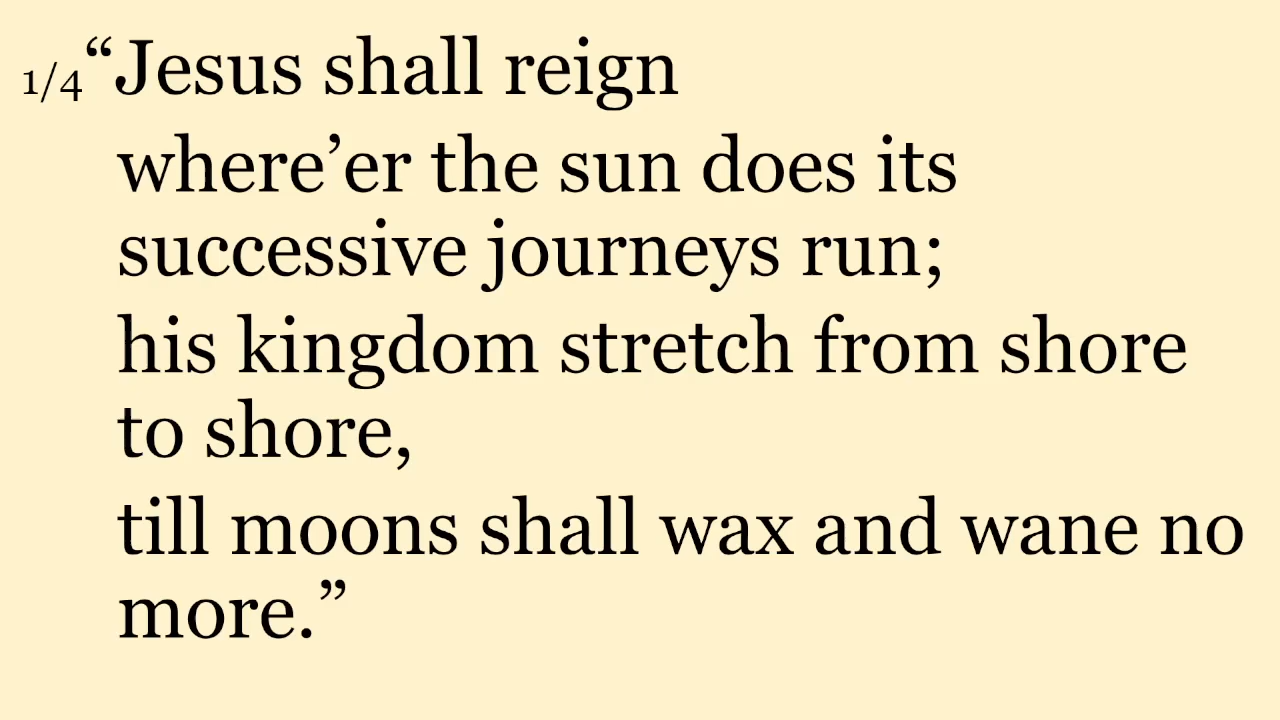 1/4“Jesus shall reign
where’er the sun does its
successive journeys run;
his kingdom stretch from shore
to shore,
till moons shall wax and wane no
more.”